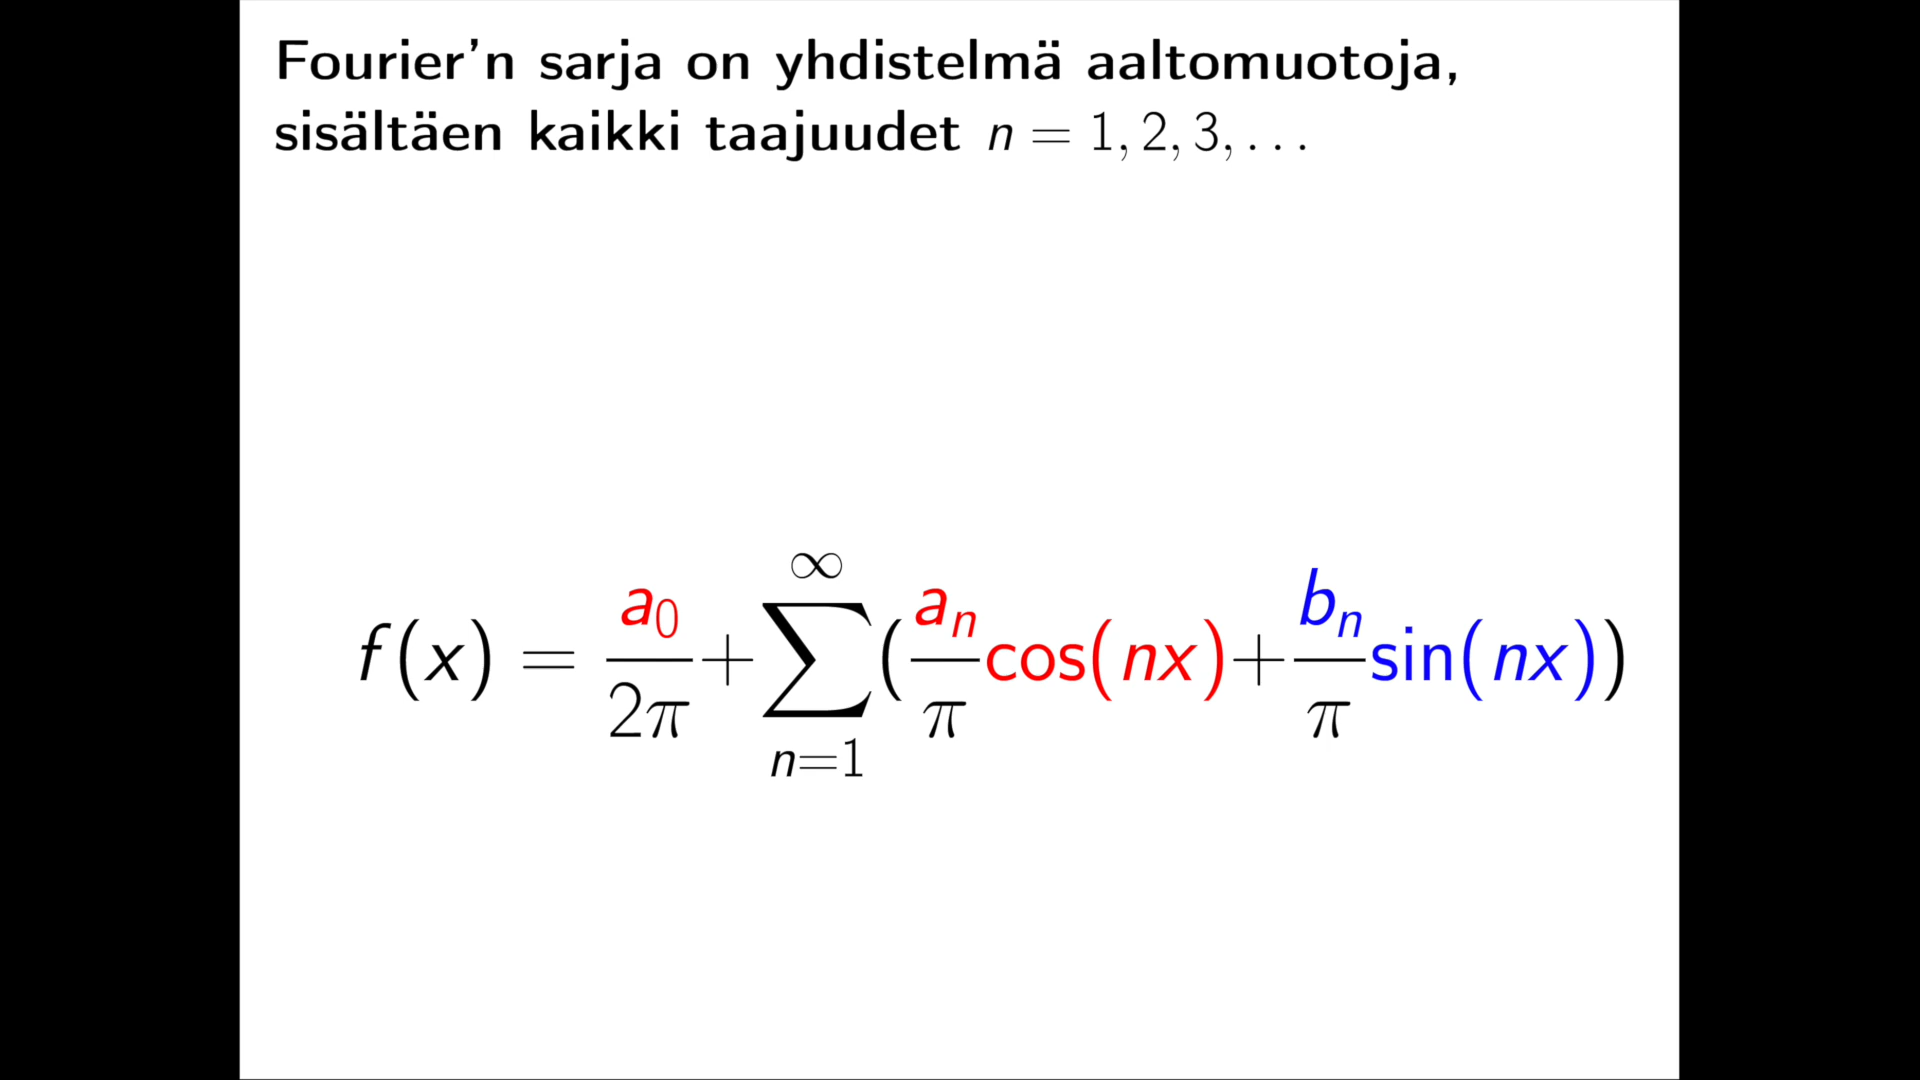 Fourier'n sarja on yhdistelmä aaltomuotoja,
sisältäen kaikki taajuudet n = 1, 2, 3, . . .
f(x) = a₀/2π + ∑_{n=1}^{∞} (aₙ/π cos(nx) + bₙ/π sin(nx))